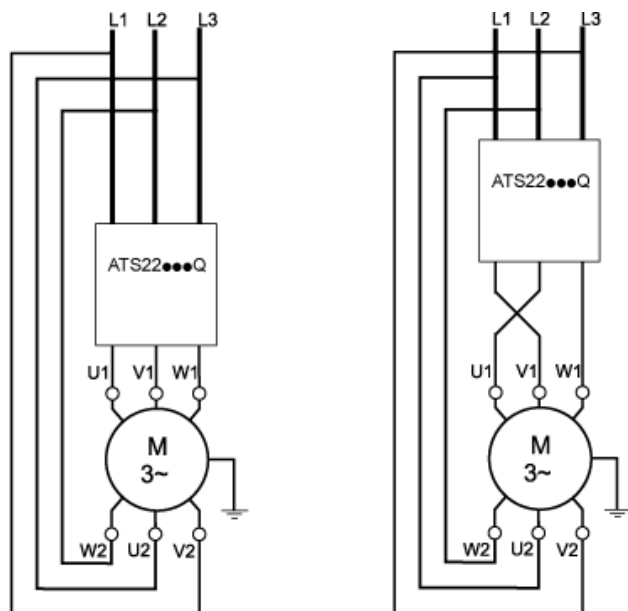 L1 L2 L3
ATS22●●●Q
U1 V1 W1
M
3~
W2 U2 V2
L1 L2 L3
ATS22●●●Q
U1 V1 W1
M
3~
W2 U2 V2